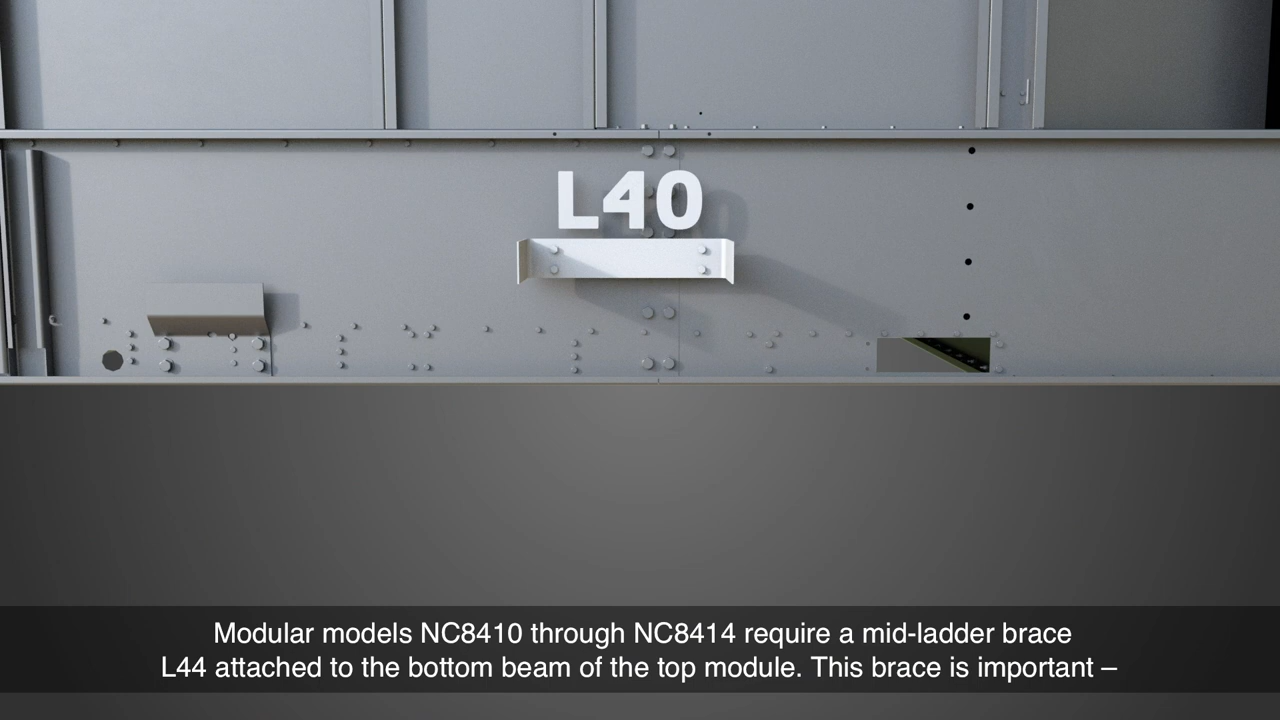 L40
Modular models NC8410 through NC8414 require a mid-ladder brace
L44 attached to the bottom beam of the top module. This brace is important –